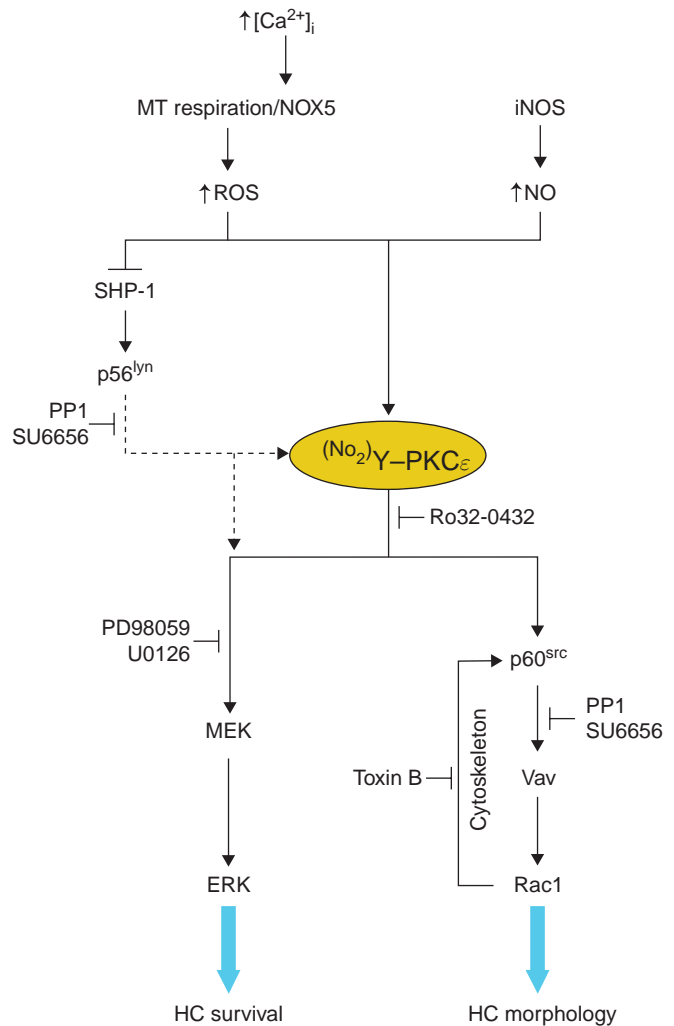 ↑[Ca²⁺]ᵢ
MT respiration/NOX5
iNOS
↑ROS
↑NO
SHP-1
p56ˡʸⁿ
PP1
SU6656
(No₂)Y–PKCε
Ro32-0432
PD98059
U0126
p60ˢʳᶜ
PP1
SU6656
MEK
Toxin B
Cytoskeleton
Vav
ERK
Rac1
HC survival
HC morphology